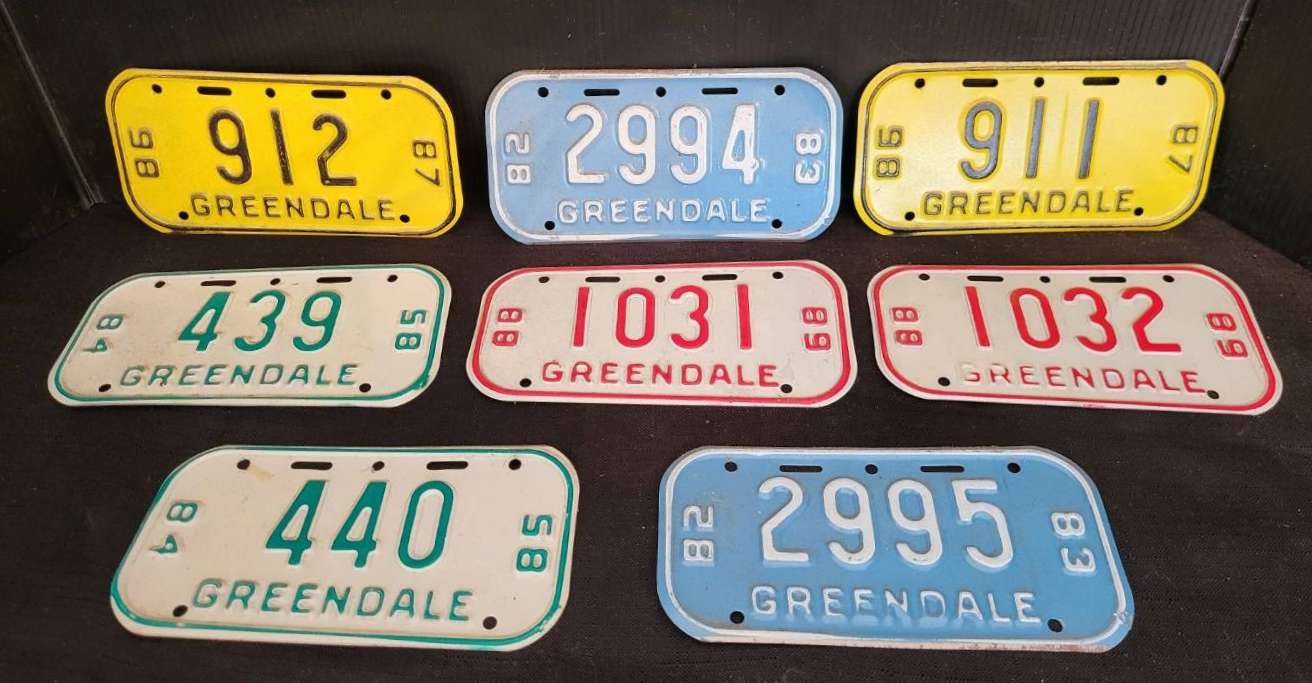 86 912 87
GREENDALE
82 2994 83
GREENDALE
86 911 87
GREENDALE
84 439 85
GREENDALE
88 1031 89
GREENDALE
88 1032 89
GREENDALE
84 440 85
GREENDALE
82 2995 83
GREENDALE